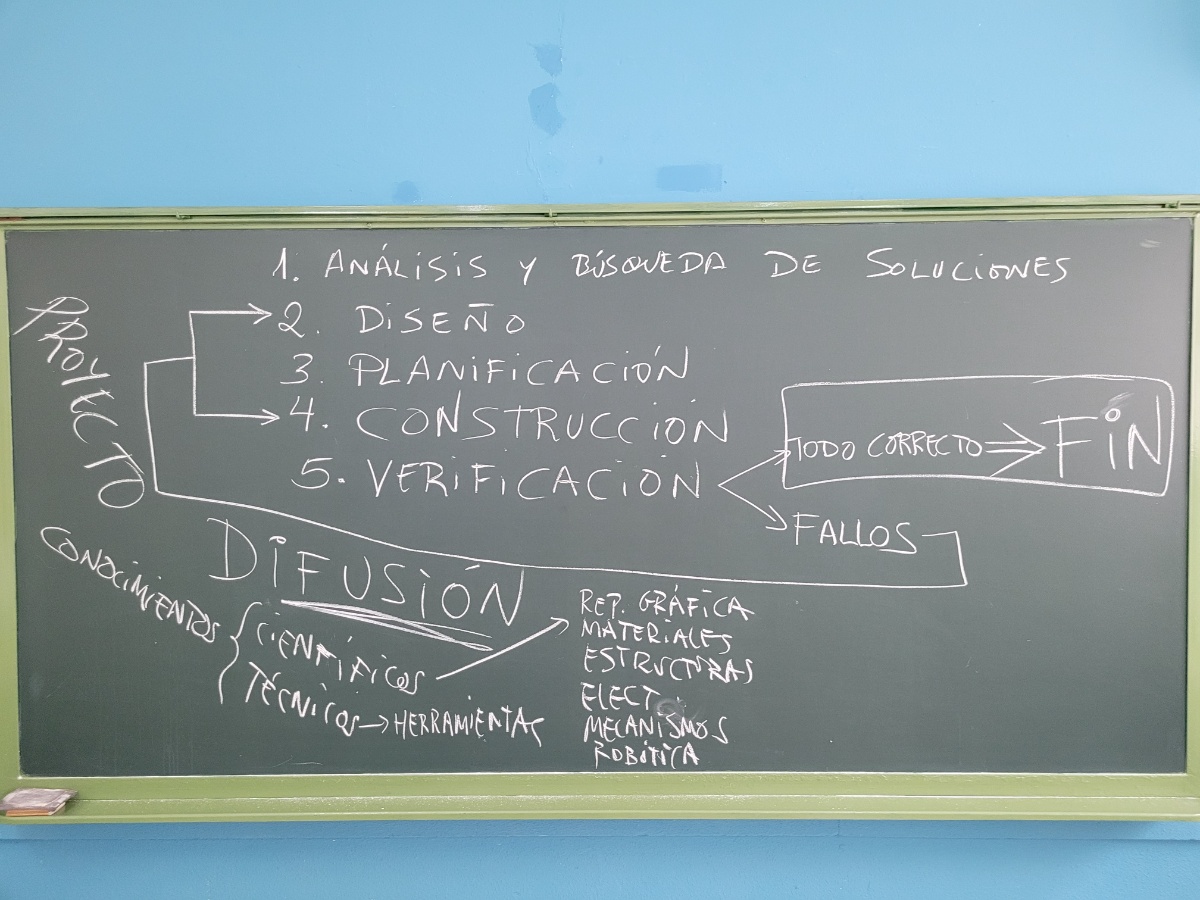 PROYECTO
1. ANÁLISIS Y BÚSQUEDA DE SOLUCIONES
2. DISEÑO
3. PLANIFICACIÓN
4. CONSTRUCCIÓN
5. VERIFICACIÓN
TODO CORRECTO ⇒ FIN
FALLOS
DIFUSIÓN
CONOCIMIENTOS
CIENTÍFICOS
TÉCNICOS → HERRAMIENTAS
REP. GRÁFICA
MATERIALES
ESTRUCTURAS
ELECT.
MECANISMOS
ROBÓTICA